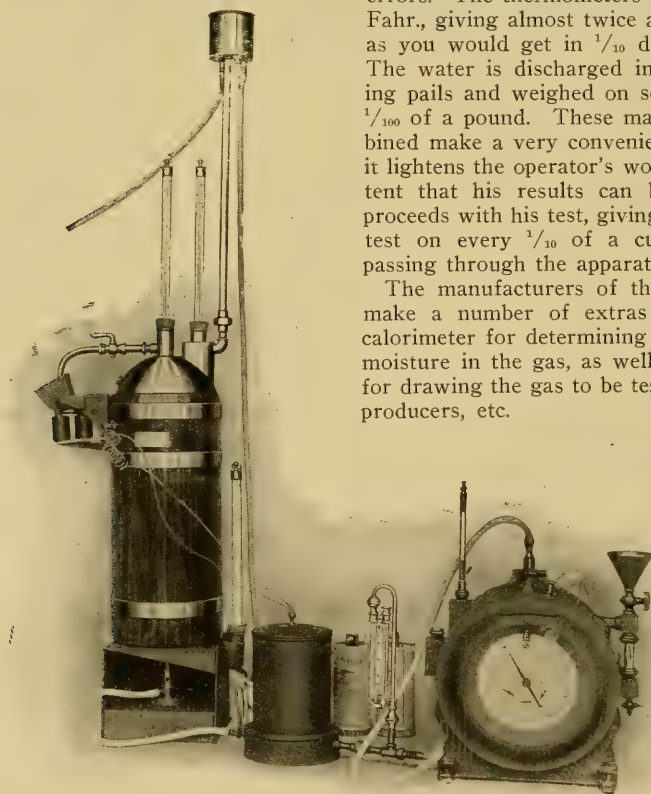 errors. The thermometers
Fahr., giving almost twice a
as you would get in 1/10 d
The water is discharged in
ing pails and weighed on s
1/100 of a pound. These ma
bined make a very convenie
it lightens the operator's wo
tent that his results can
proceeds with his test, giving
test on every 1/10 of a cu
passing through the apparat
The manufacturers of th
make a number of extras
calorimeter for determining
moisture in the gas, as well
for drawing the gas to be te
producers, etc.